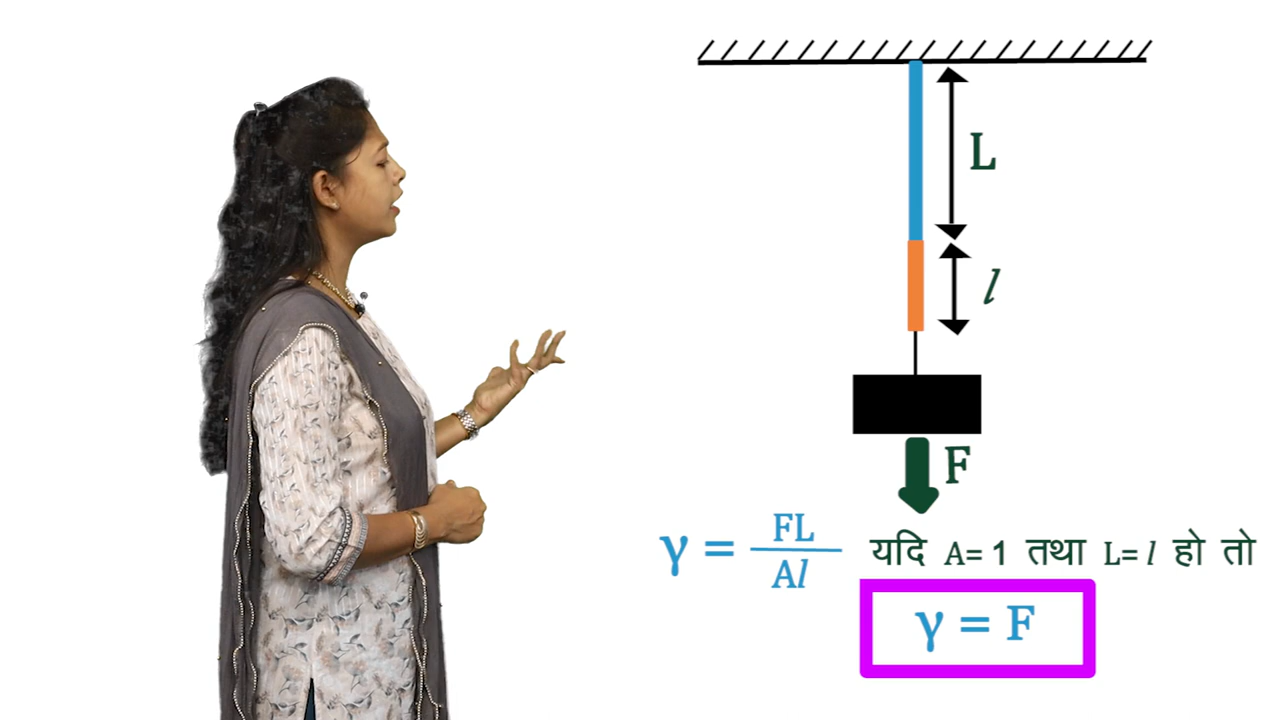 L
l
F
γ = FL / Al यदि A= 1 तथा L= l हो तो
γ = F